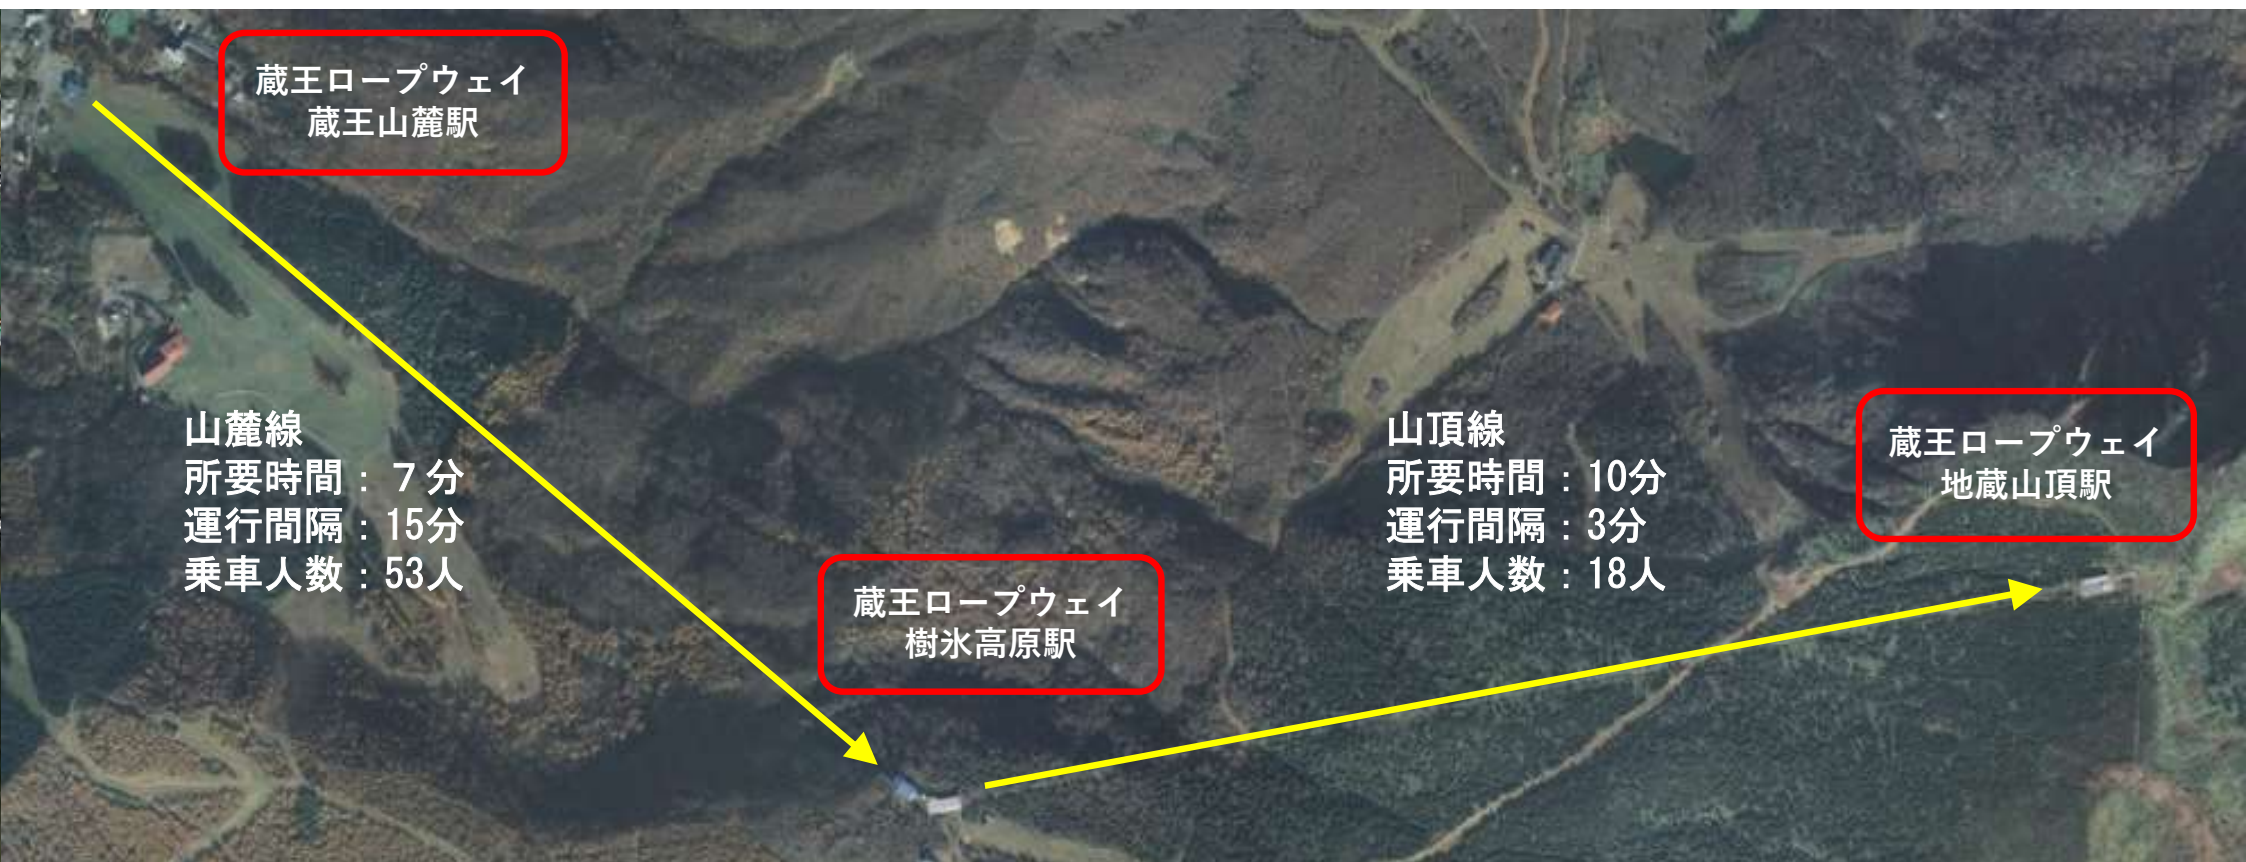 蔵王ロープウェイ
蔵王山麓駅
山麓線
所要時間：７分
運行間隔：15分
乗車人数：53人
蔵王ロープウェイ
樹氷高原駅
山頂線
所要時間：10分
運行間隔：3分
乗車人数：18人
蔵王ロープウェイ
地蔵山頂駅